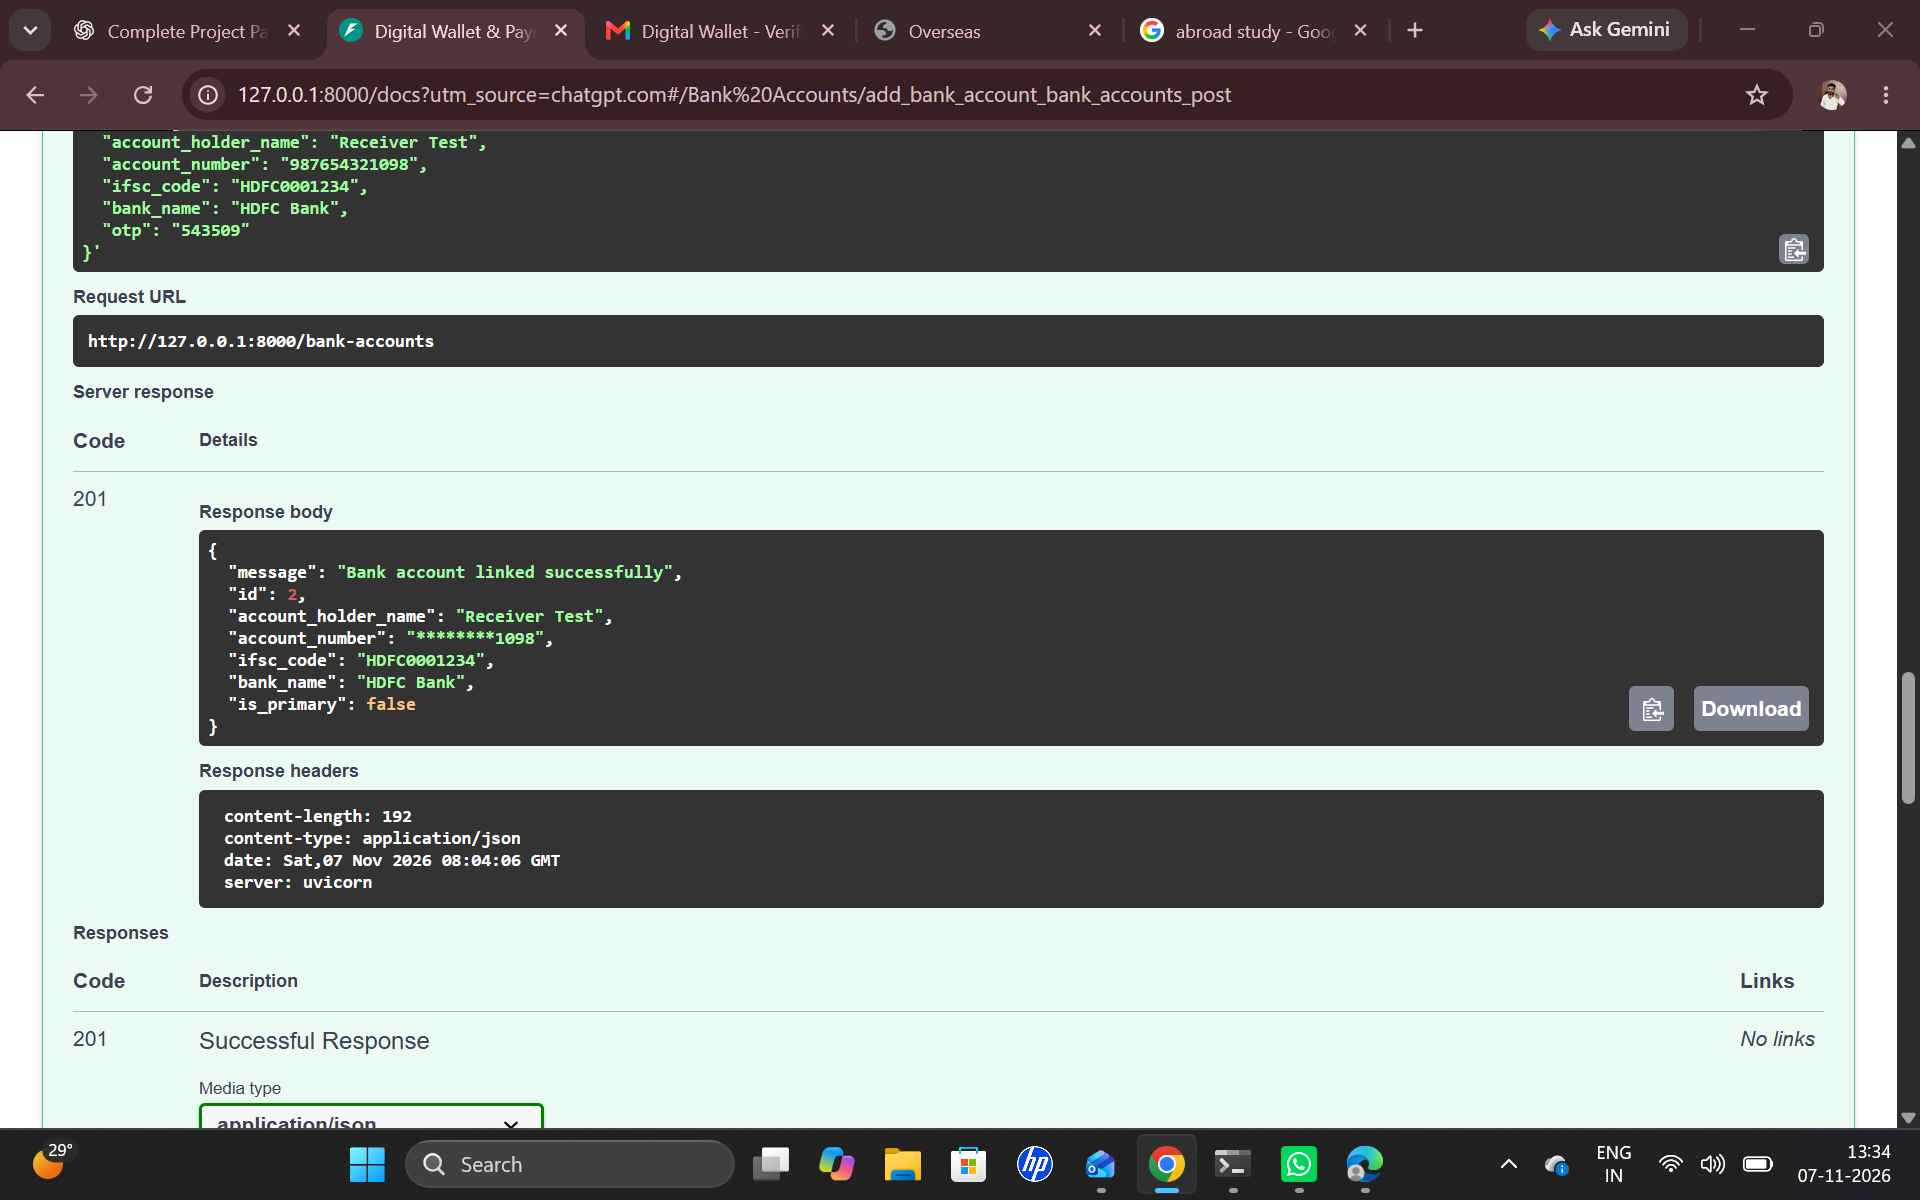 Complete Project Pa
Digital Wallet & Pay
Digital Wallet - Verif
Overseas
abroad study - Goo
Ask Gemini
127.0.0.1:8000/docs?utm_source=chatgpt.com#/Bank%20Accounts/add_bank_account_bank_accounts_post
"account_holder_name": "Receiver Test",
"account_number": "987654321098",
"ifsc_code": "HDFC0001234",
"bank_name": "HDFC Bank",
"otp": "543509"
}'
Request URL
http://127.0.0.1:8000/bank-accounts
Server response
Code Details
201
Response body
{
"message": "Bank account linked successfully",
"id": 2,
"account_holder_name": "Receiver Test",
"account_number": "********1098",
"ifsc_code": "HDFC0001234",
"bank_name": "HDFC Bank",
"is_primary": false
}
Download
Response headers
content-length: 192
content-type: application/json
date: Sat,07 Nov 2026 08:04:06 GMT
server: uvicorn
Responses
Code Description Links
201 Successful Response No links
Media type
application/json
29°
Search
hp
ENG
IN
13:34
07-11-2026